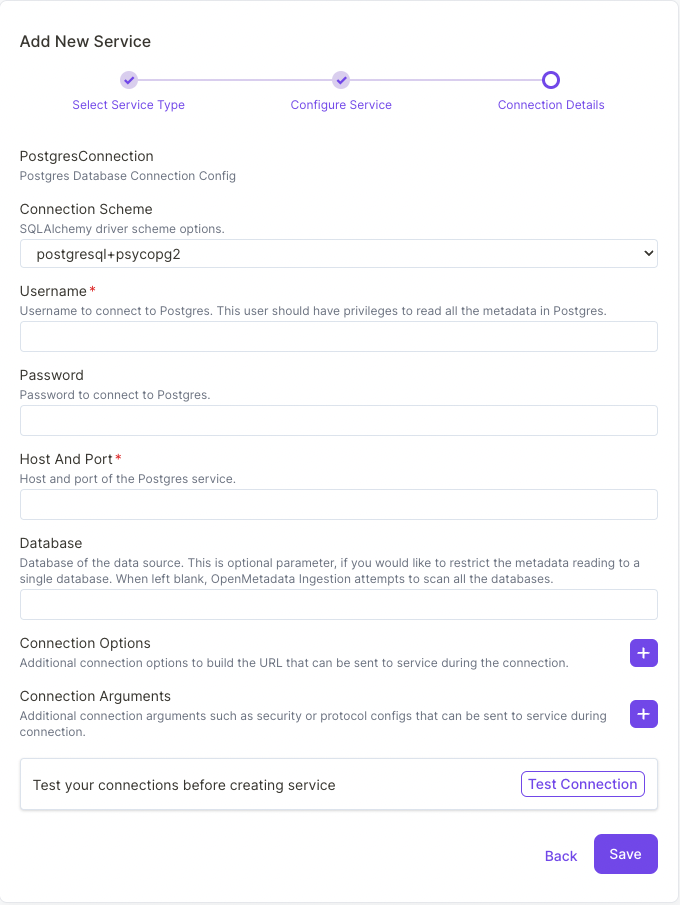 Add New Service
Select Service Type
Configure Service
Connection Details
PostgresConnection
Postgres Database Connection Config
Connection Scheme
SQLAlchemy driver scheme options.
postgresql+psycopg2
Username*
Username to connect to Postgres. This user should have privileges to read all the metadata in Postgres.
Password
Password to connect to Postgres.
Host And Port*
Host and port of the Postgres service.
Database
Database of the data source. This is optional parameter, if you would like to restrict the metadata reading to a
single database. When left blank, OpenMetadata Ingestion attempts to scan all the databases.
Connection Options
Additional connection options to build the URL that can be sent to service during the connection.
Connection Arguments
Additional connection arguments such as security or protocol configs that can be sent to service during
connection.
Test your connections before creating service
Test Connection
Back
Save